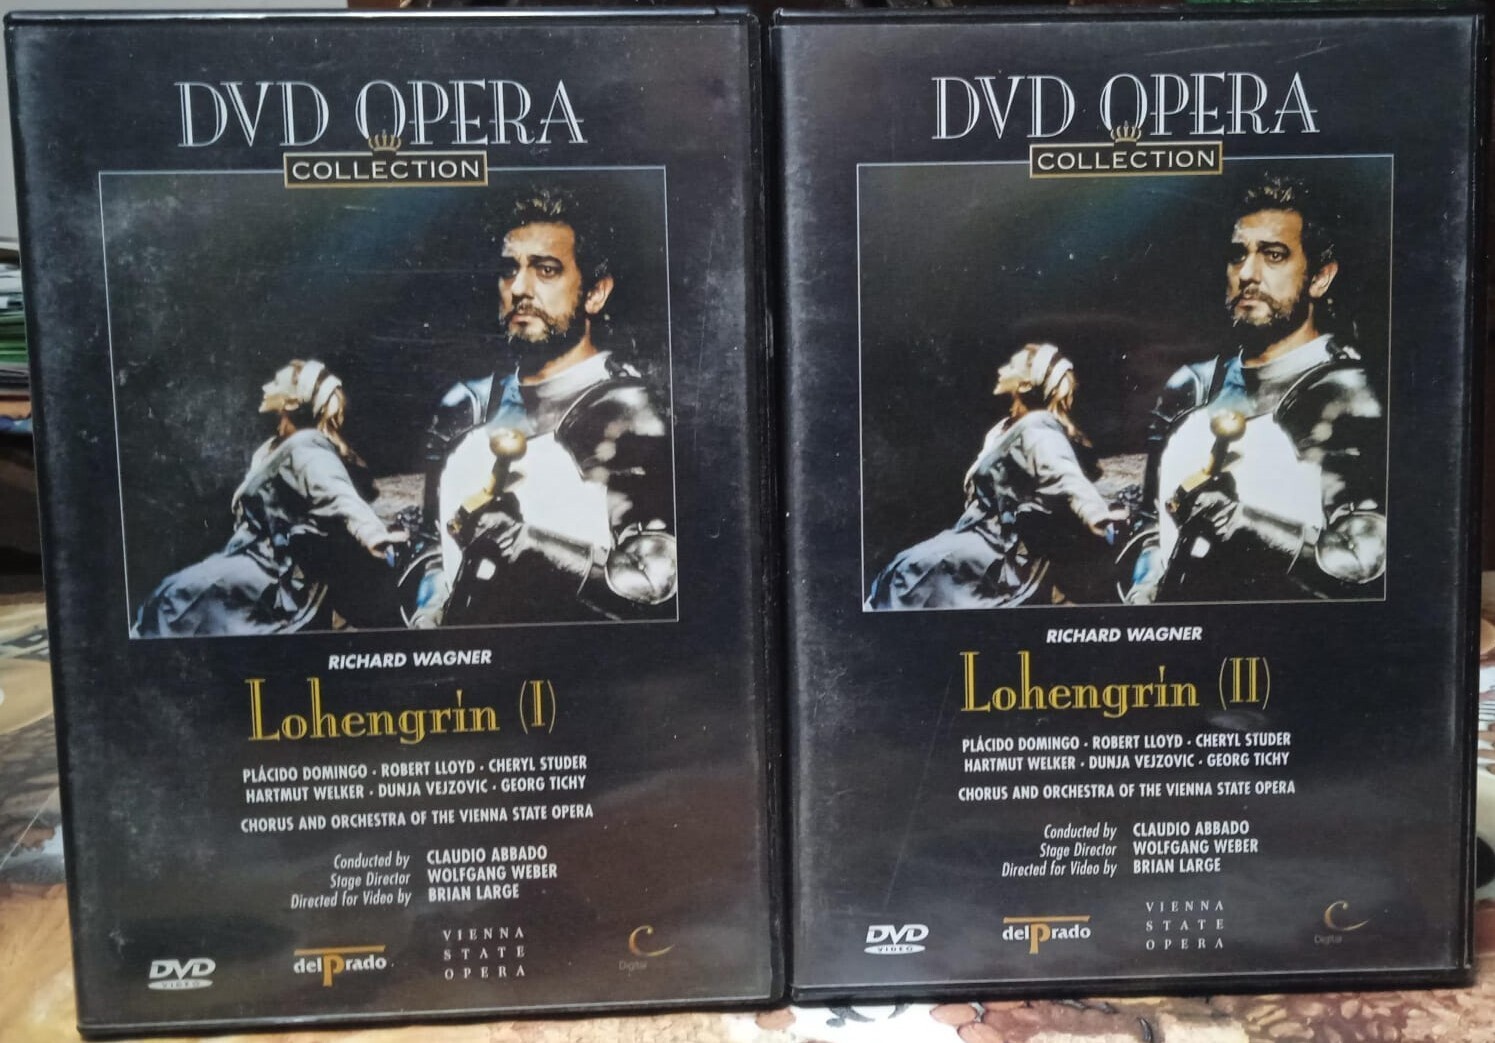 DVD OPERA
COLLECTION
RICHARD WAGNER
Lohengrin (I)
PLÁCIDO DOMINGO · ROBERT LLOYD · CHERYL STUDER
HARTMUT WELKER · DUNJA VEJZOVIC · GEORG TICHY
CHORUS AND ORCHESTRA OF THE VIENNA STATE OPERA
Conducted by CLAUDIO ABBADO
Stage Director WOLFGANG WEBER
Directed for Video by BRIAN LARGE
DVD
VIDEO
delPrado
VIENNA
STATE
OPERA
C
Digital
DVD OPERA
COLLECTION
RICHARD WAGNER
Lohengrin (II)
PLÁCIDO DOMINGO · ROBERT LLOYD · CHERYL STUDER
HARTMUT WELKER · DUNJA VEJZOVIC · GEORG TICHY
CHORUS AND ORCHESTRA OF THE VIENNA STATE OPERA
Conducted by CLAUDIO ABBADO
Stage Director WOLFGANG WEBER
Directed for Video by BRIAN LARGE
DVD
VIDEO
delPrado
VIENNA
STATE
OPERA
C
Digital